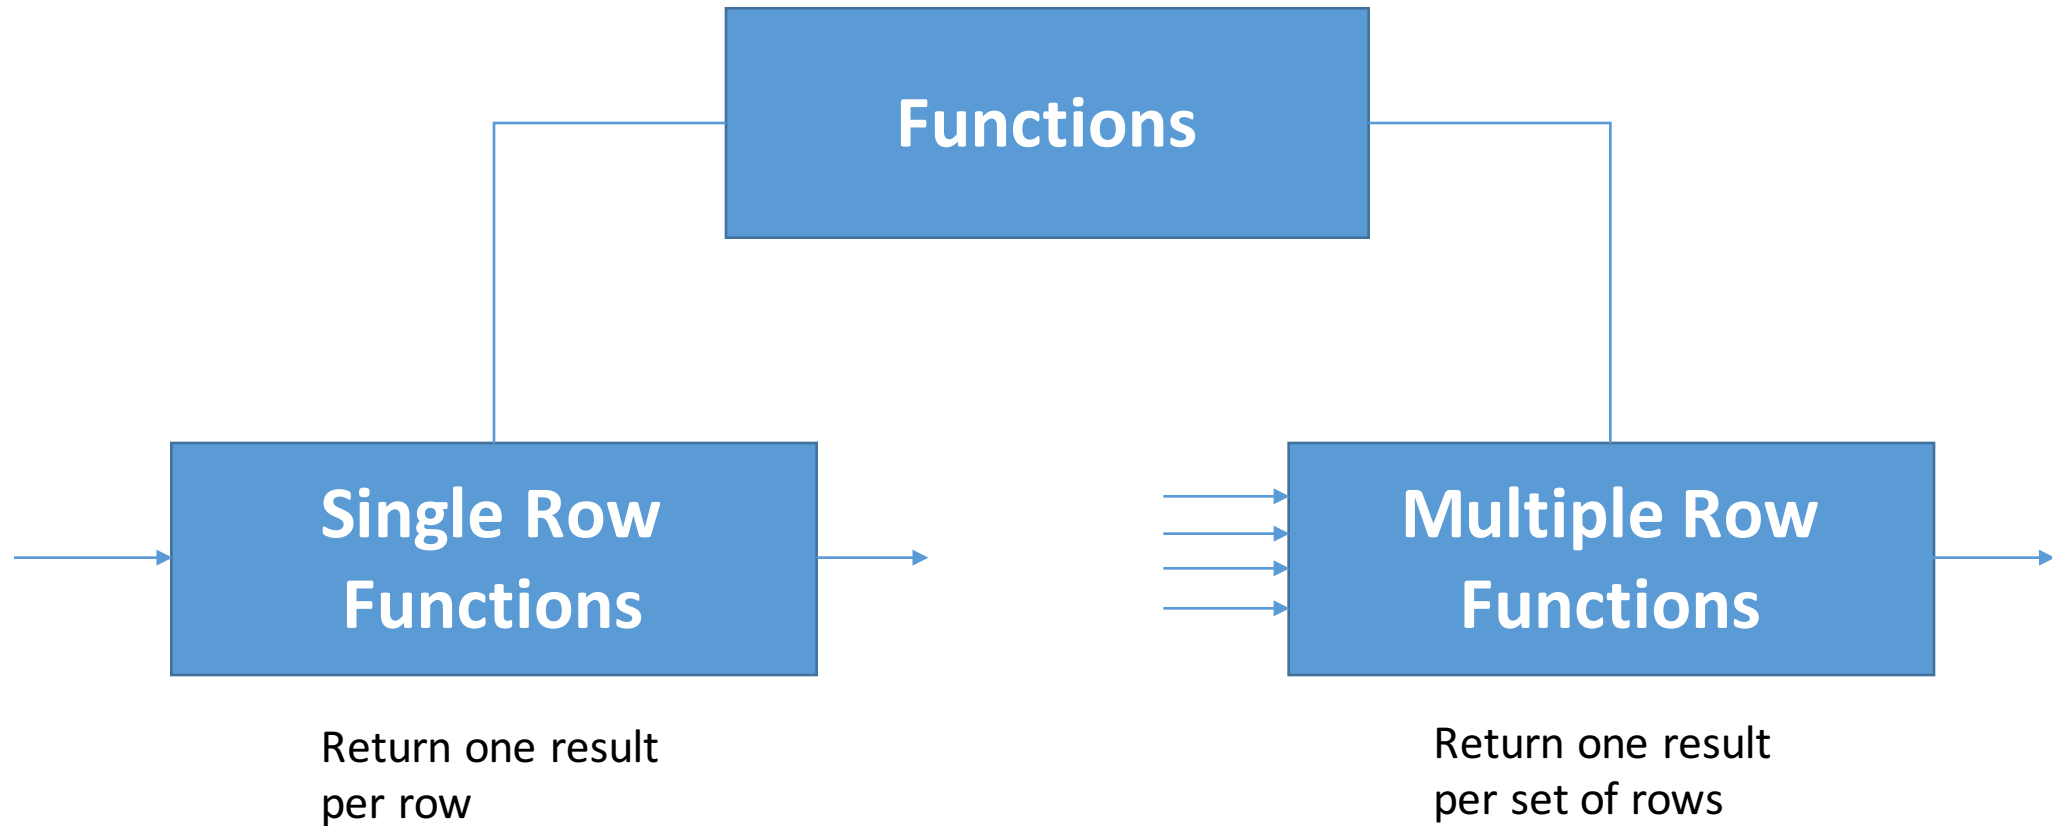 Functions
Single Row
Functions
Multiple Row
Functions
Return one result
per row
Return one result
per set of rows